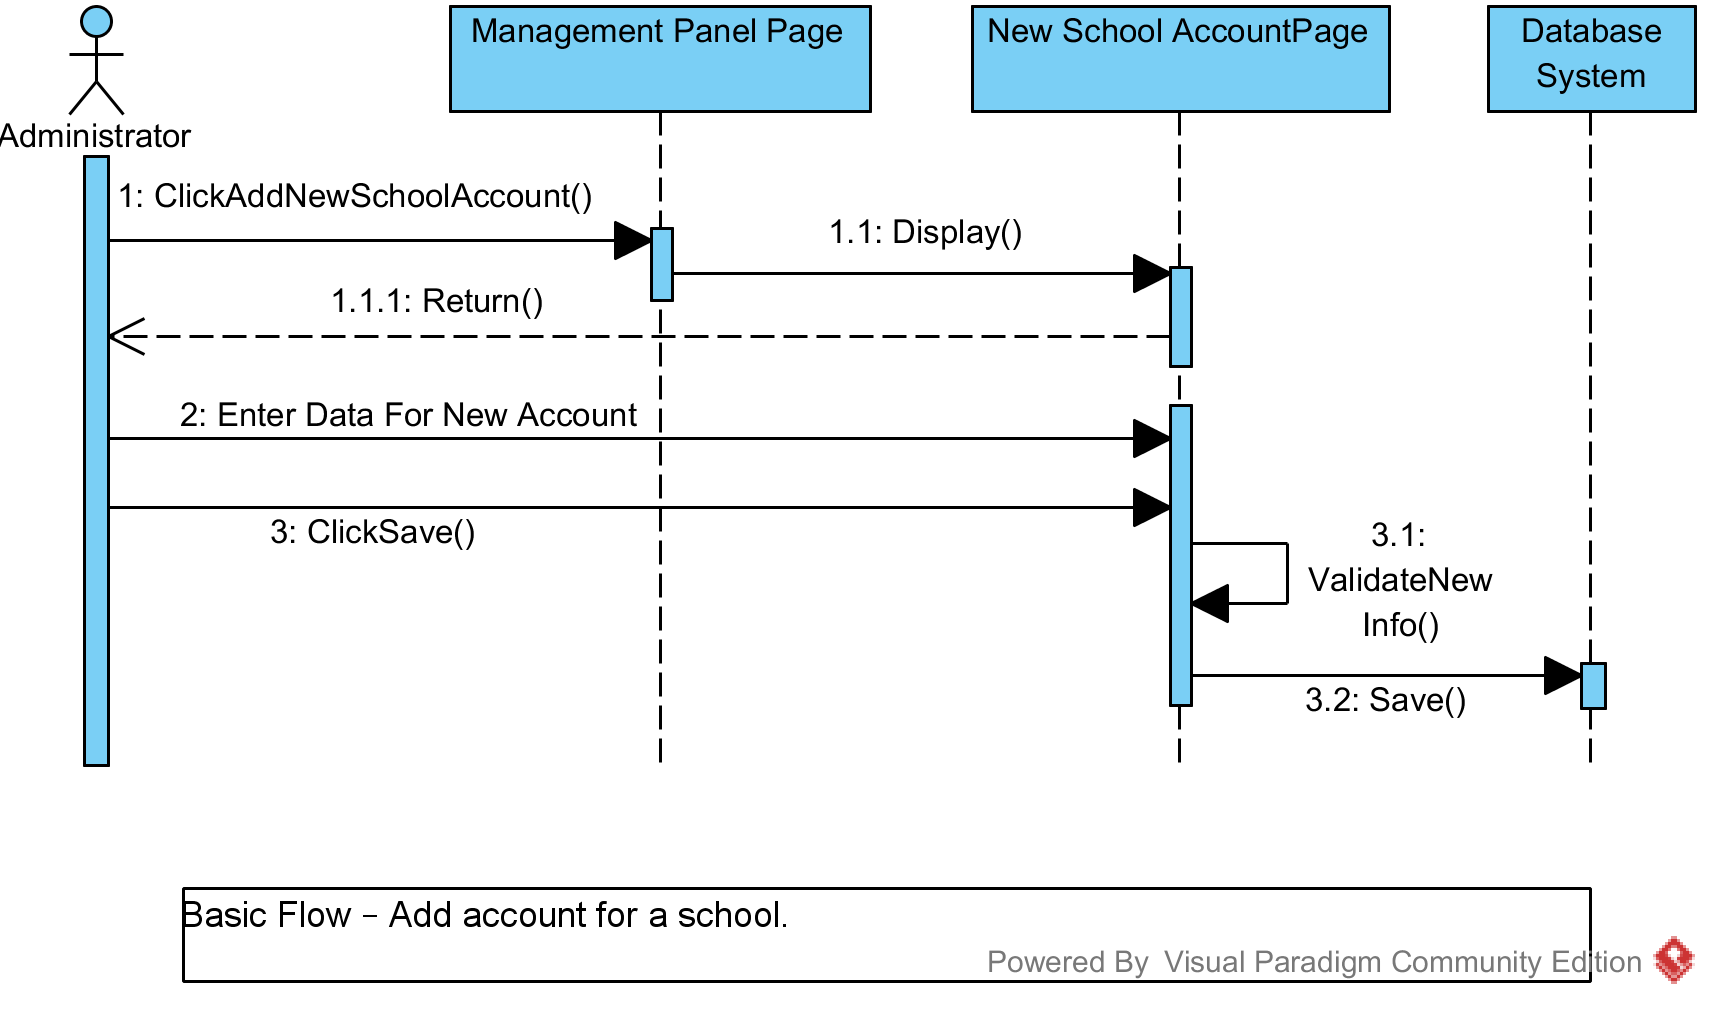 Management Panel Page
New School AccountPage
Database
System
Administrator
1: ClickAddNewSchoolAccount()
1.1: Display()
1.1.1: Return()
2: Enter Data For New Account
3: ClickSave()
3.1:
ValidateNew
Info()
3.2: Save()
Basic Flow – Add account for a school.
Powered By Visual Paradigm Community Edition